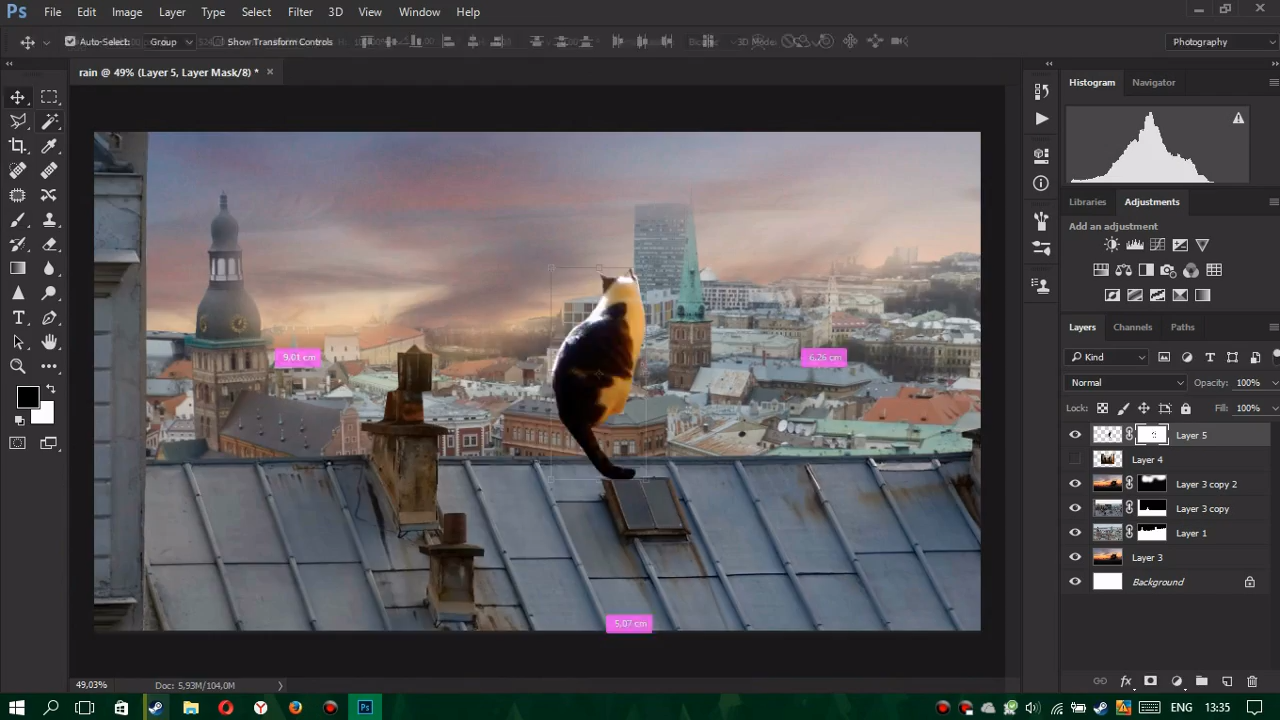 Ps File Edit Image Layer Type Select Filter 3D View Window Help
Auto-Select: Group Show Transform Controls 3D Mode: Photography
rain @ 49% (Layer 5, Layer Mask/8) *
Histogram Navigator
Libraries Adjustments
Add an adjustment
Layers Channels Paths
Kind
Normal Opacity: 100%
Lock: Fill: 100%
Layer 5
Layer 4
Layer 3 copy 2
Layer 3 copy
Layer 1
Layer 3
Background
9,01 cm
6,26 cm
5,07 cm
49,03% Doc: 5,93M/104,0M
Ps ENG 13:35